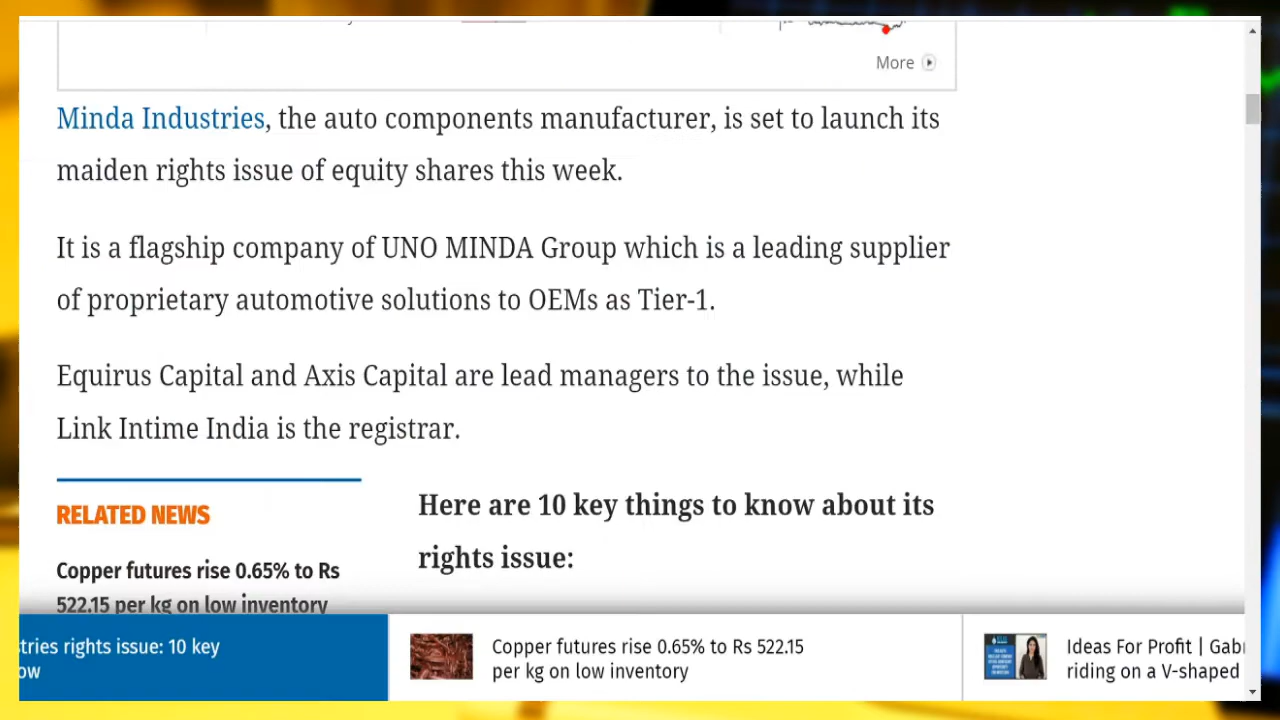 More
Minda Industries, the auto components manufacturer, is set to launch its
maiden rights issue of equity shares this week.
It is a flagship company of UNO MINDA Group which is a leading supplier
of proprietary automotive solutions to OEMs as Tier-1.
Equirus Capital and Axis Capital are lead managers to the issue, while
Link Intime India is the registrar.
RELATED NEWS
Copper futures rise 0.65% to Rs
522.15 per kg on low inventory
Here are 10 key things to know about its
rights issue:
stries rights issue: 10 key
ow
Copper futures rise 0.65% to Rs 522.15
per kg on low inventory
Ideas For Profit | Gab
riding on a V-shaped